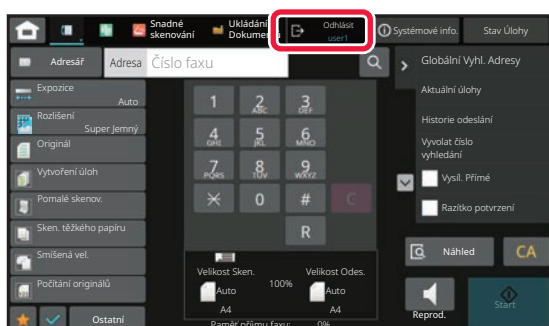 Snadné
skenování
Ukládání
Dokumentů
Odhlásit
user1
Systémové info.
Stav Úlohy
Adresář
Adresa
Číslo faxu
Globální Vyhl. Adresy
Expozice
Auto
Rozlišení
Super Jemný
Originál
Vytvoření úloh
Pomalé skenov.
Sken. těžkého papíru
Smíšená vel.
Počítání originálů
Ostatní
1
2
ABC
3
DEF
4
GHI
5
JKL
6
MNO
7
PQRS
8
TUV
9
WXYZ
0
#
C
R
Velikost Sken.
Auto
A4
100%
Velikost Odes.
Auto
A4
Paměť příjmu faxu:
0%
Aktuální úlohy
Historie odeslání
Vyvolat číslo
vyhledání
Vysíl. Přímé
Razítko potvrzení
Náhled
CA
Reprod.
Start